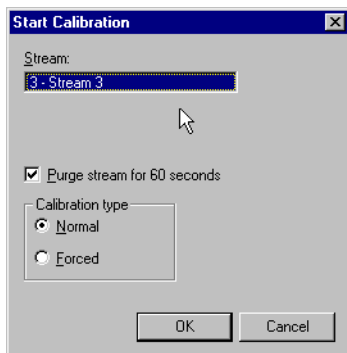 Start Calibration
Stream:
3 - Stream 3
Purge stream for 60 seconds
Calibration type
Normal
Forced
OK Cancel